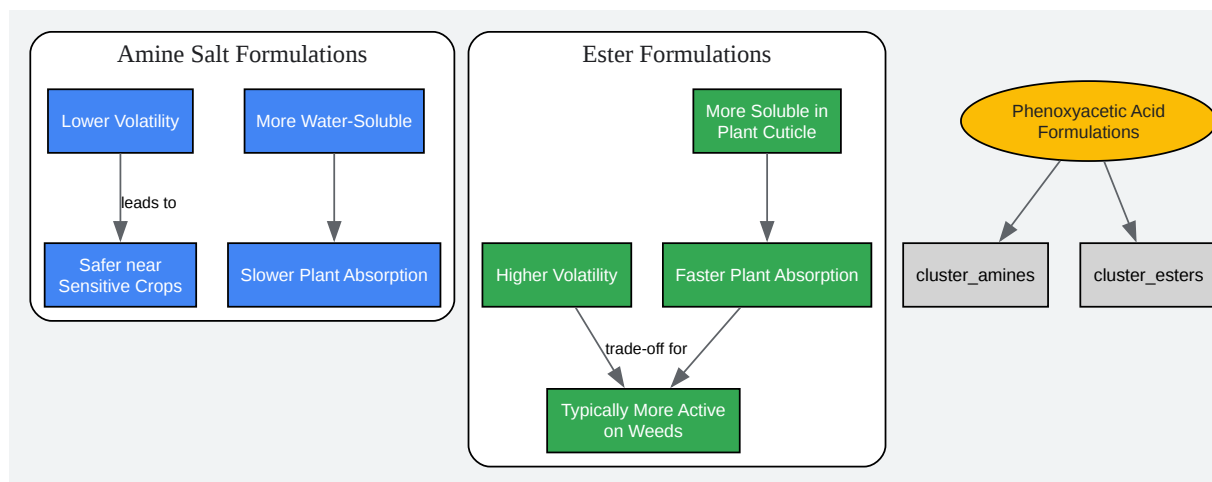 Amine Salt Formulations
Lower Volatility
More Water-Soluble
leads to
Safer near
Sensitive Crops
Slower Plant Absorption
Ester Formulations
More Soluble in
Plant Cuticle
Higher Volatility
Faster Plant Absorption
trade-off for
Typically More Active
on Weeds
Phenoxyacetic Acid
Formulations
cluster_amines
cluster_esters